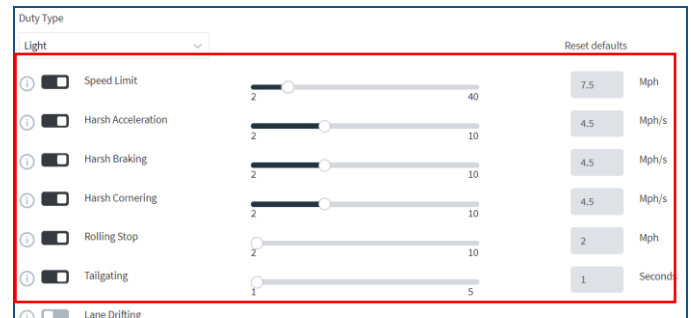 Duty Type
Light
Reset defaults
Speed Limit
2 40
7.5 Mph
Harsh Acceleration
2 10
4.5 Mph/s
Harsh Braking
2 10
4.5 Mph/s
Harsh Cornering
2 10
4.5 Mph/s
Rolling Stop
2 10
2 Mph
Tailgating
1 5
1 Seconds
Lane Drifting